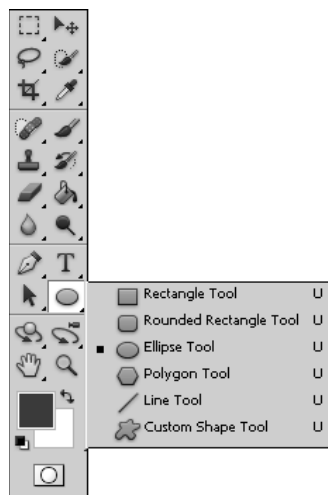 T
Rectangle Tool U
Rounded Rectangle Tool U
Ellipse Tool U
Polygon Tool U
Line Tool U
Custom Shape Tool U